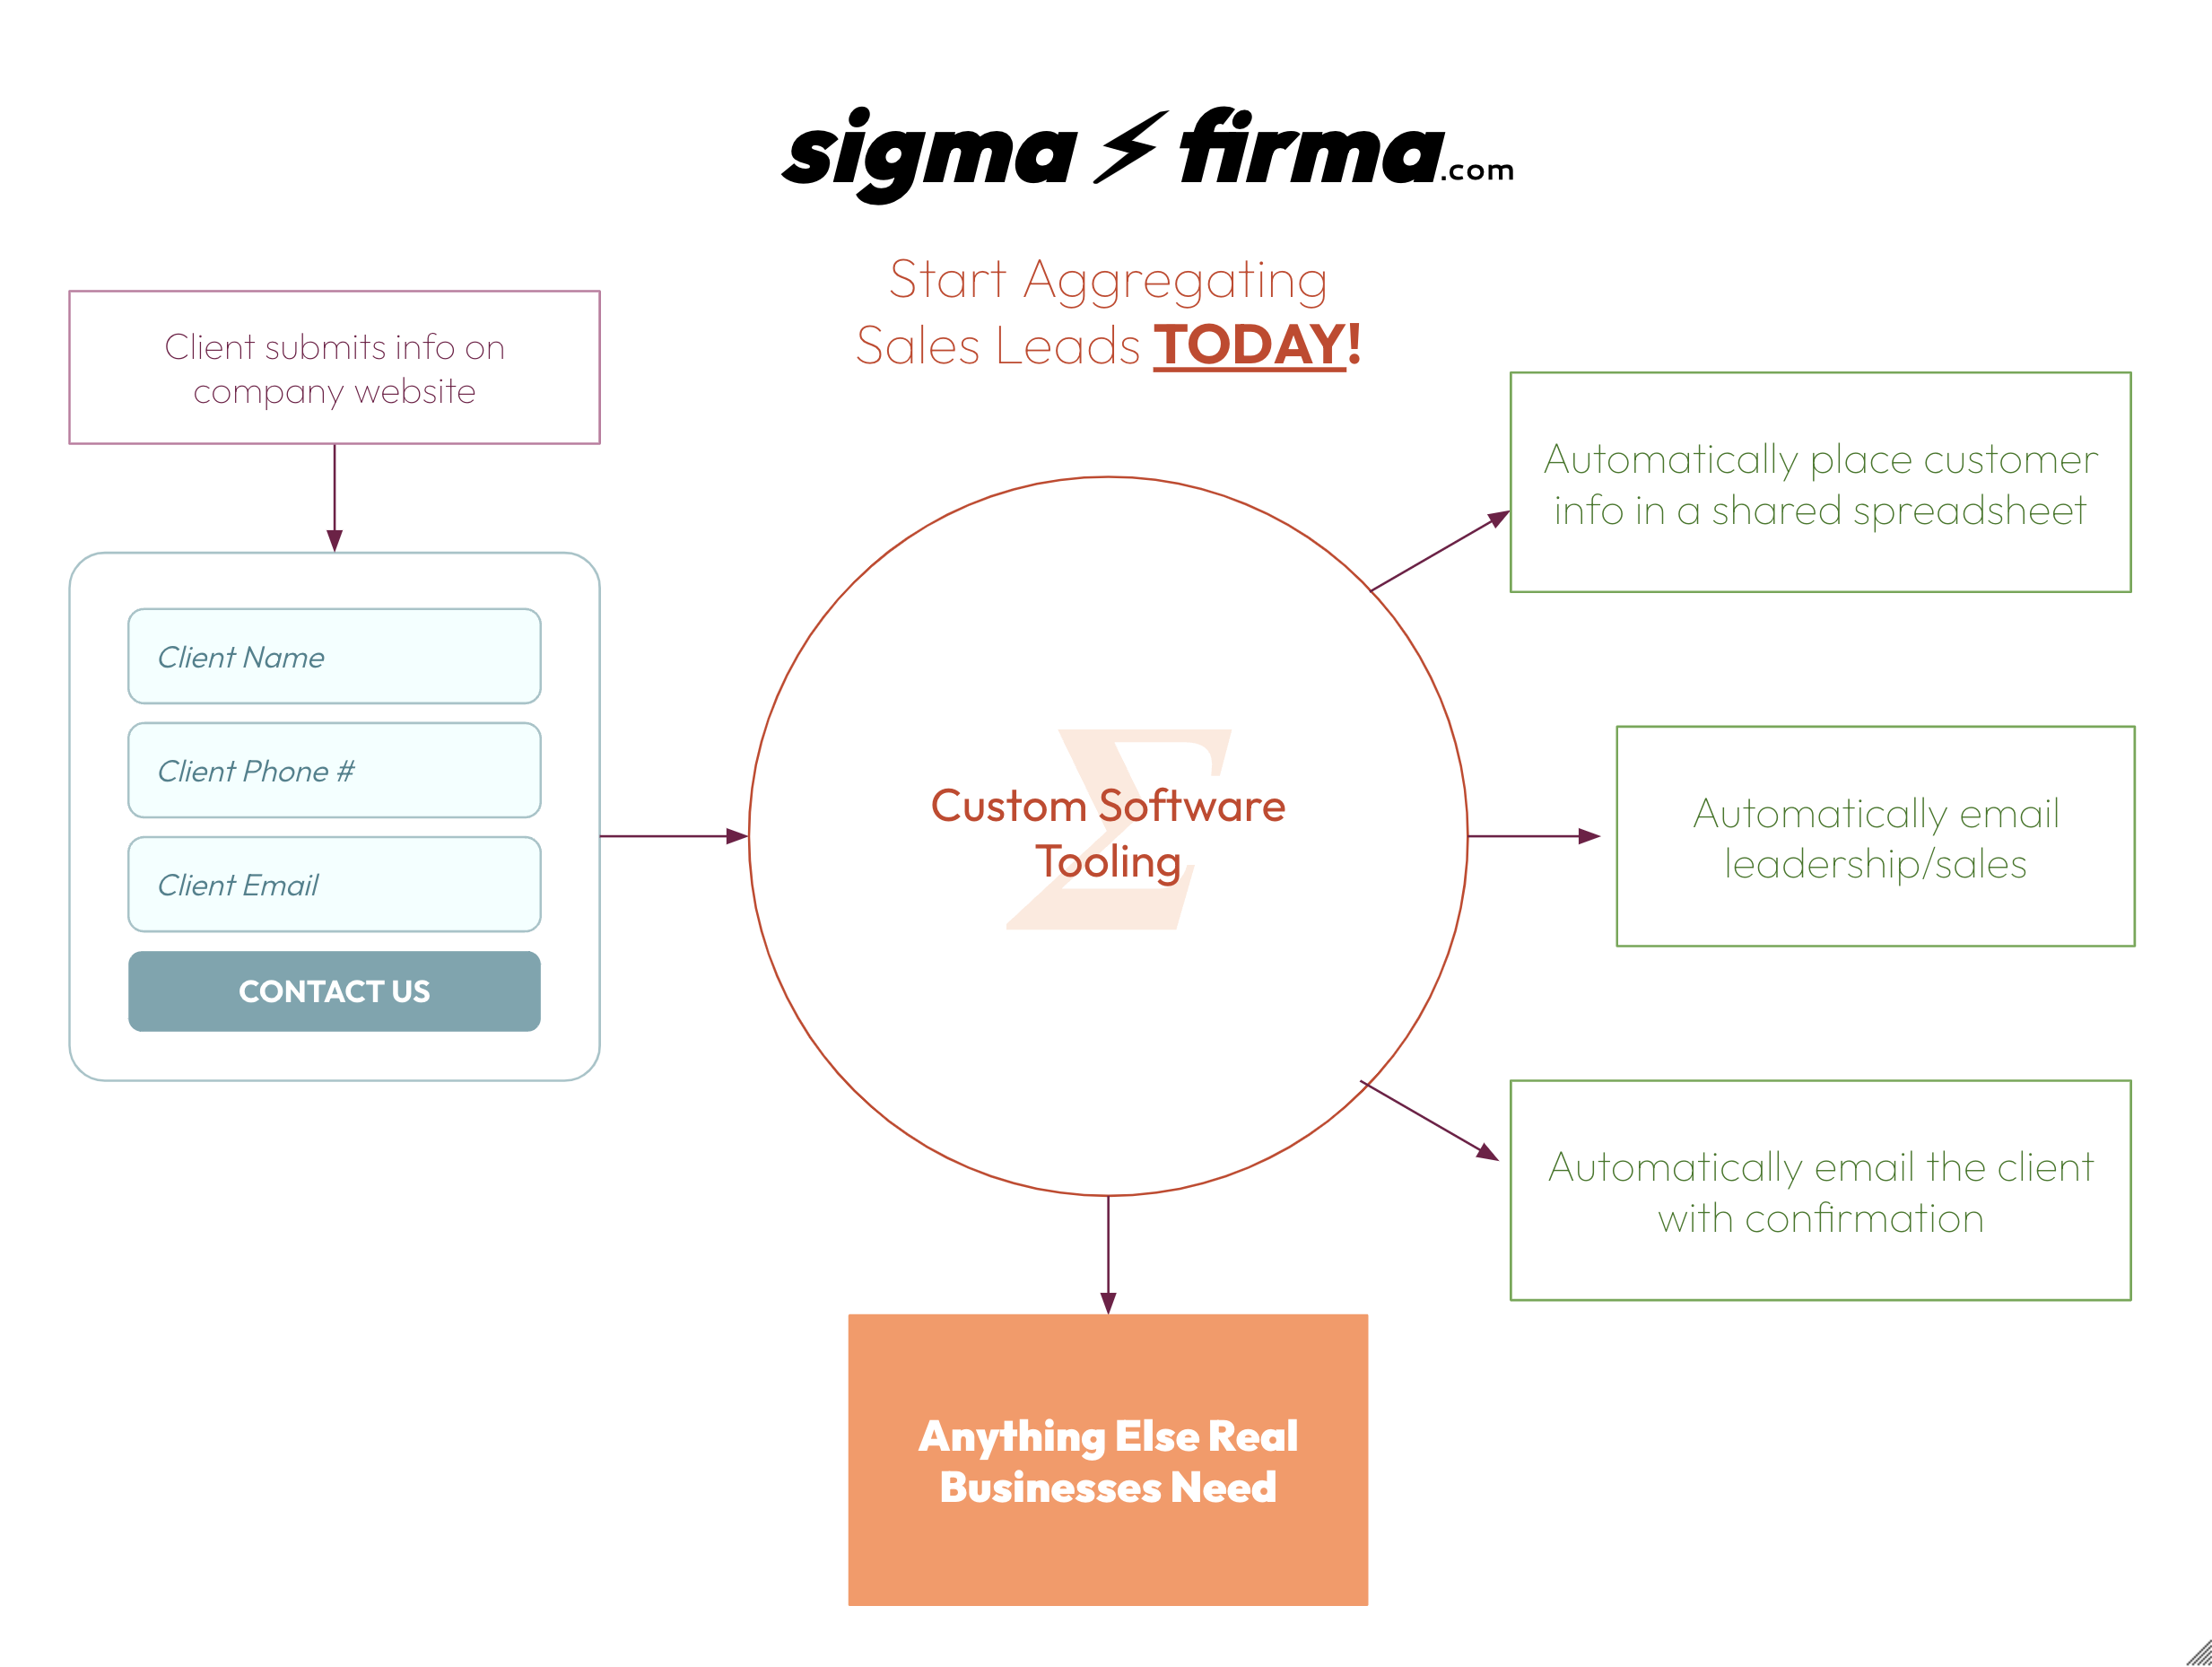 sigma firma.com
Start Aggregating
Sales Leads TODAY!
Client submits info on
company website
Client Name
Client Phone #
Client Email
CONTACT US
Σ
Custom Software
Tooling
Automatically place customer
info in a shared spreadsheet
Automatically email
leadership/sales
Automatically email the client
with confirmation
Anything Else Real
Businesses Need